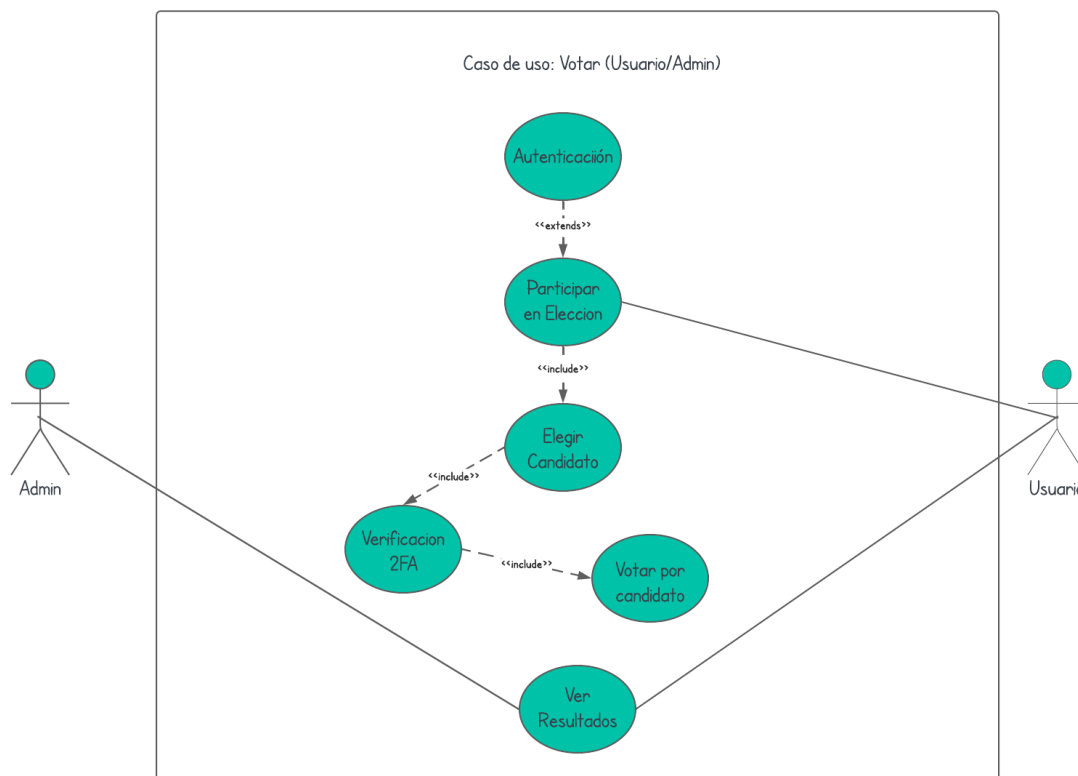 Caso de uso: Votar (Usuario/Admin)
Autenticaciión
<<extends>>
Participar
en Eleccion
<<include>>
Elegir
Candidato
<<include>>
Verificacion
2FA
<<include>>
Votar por
candidato
Admin
Usuario
Ver
Resultados